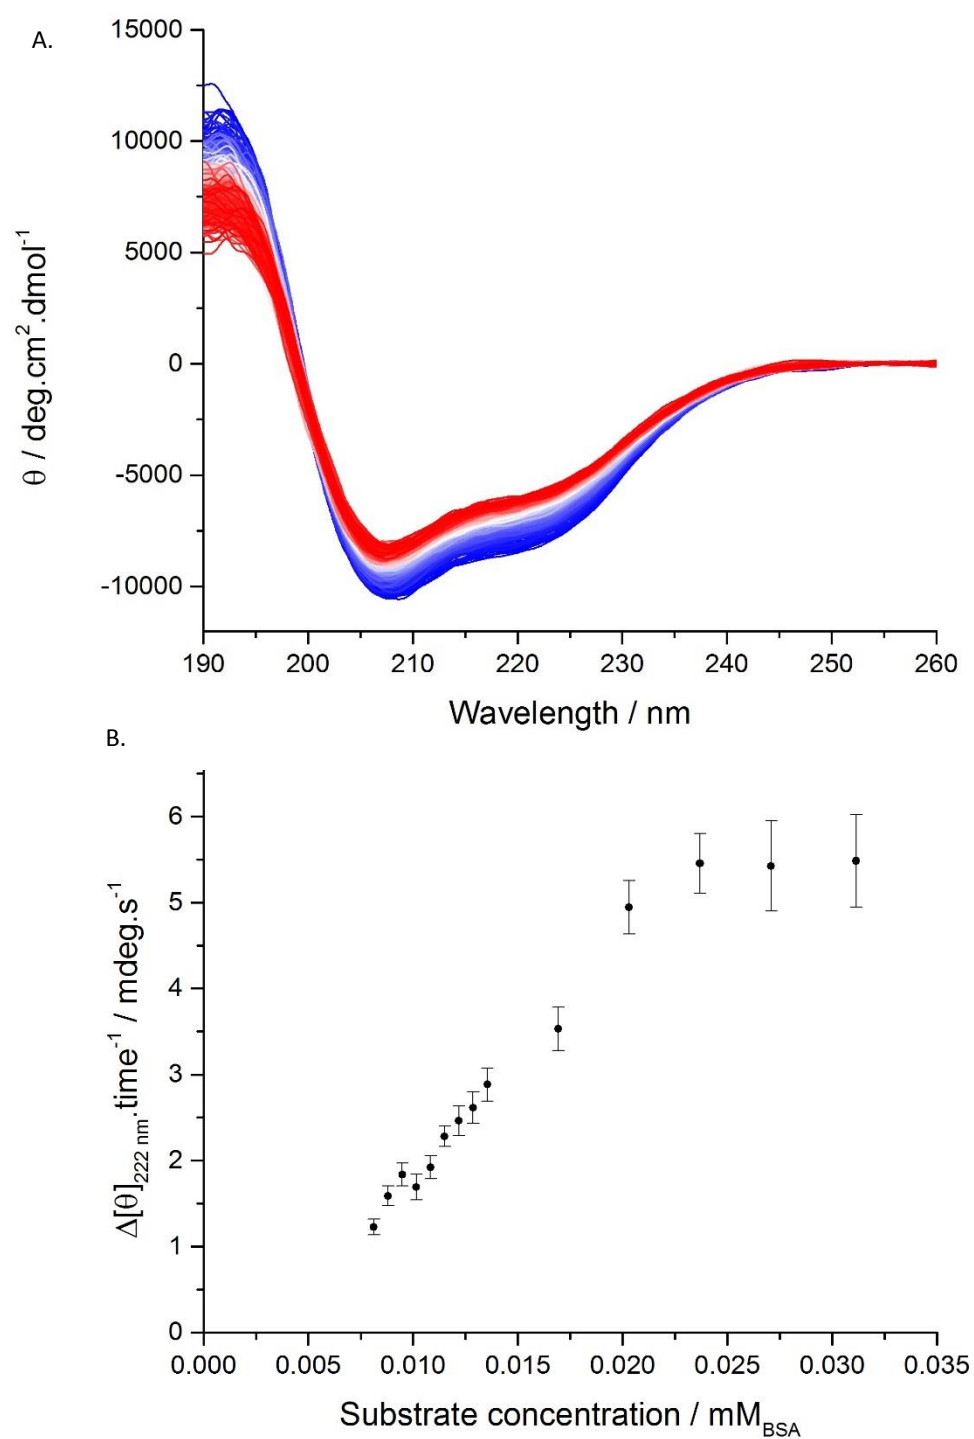 A.
15000
10000
5000
0
-5000
-10000
θ / deg.cm².dmol⁻¹
190 200 210 220 230 240 250 260
Wavelength / nm
B.
6
5
4
3
2
1
0
Δ[θ]₂₂₂ ₙₘ.time⁻¹ / mdeg.s⁻¹
0.000 0.005 0.010 0.015 0.020 0.025 0.030 0.035
Substrate concentration / mM_BSA